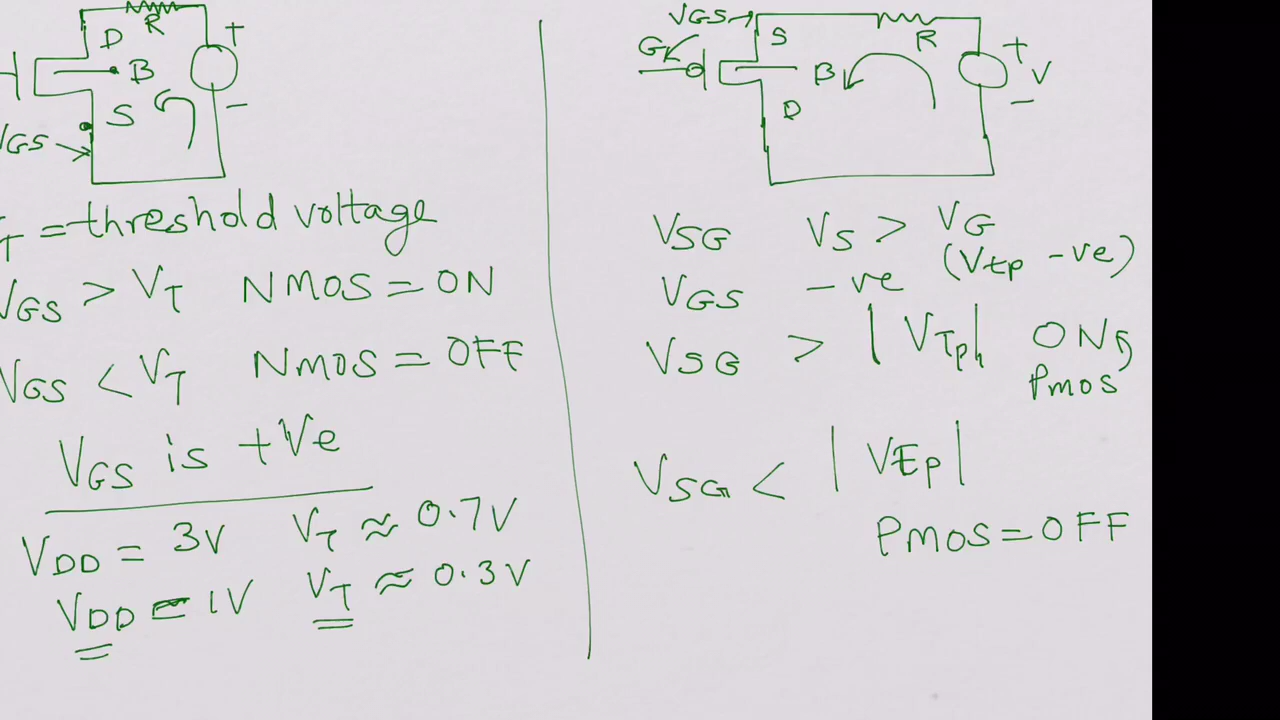 R
D
+
B
S
-
VGS
T = threshold voltage
VGS > VT NMOS = ON
VGS < VT NMOS = OFF
VGS is +Ve
VDD = 3V VT ≈ 0.7V
VDD = 1V VT ≈ 0.3V
VGS
S
R
G
+
B
V
D
-
VSG VS > VG
(Vtp -ve)
VGS -ve
VSG > |VTp| ON,
PMOS
VSG < |VtP|
PMOS = OFF